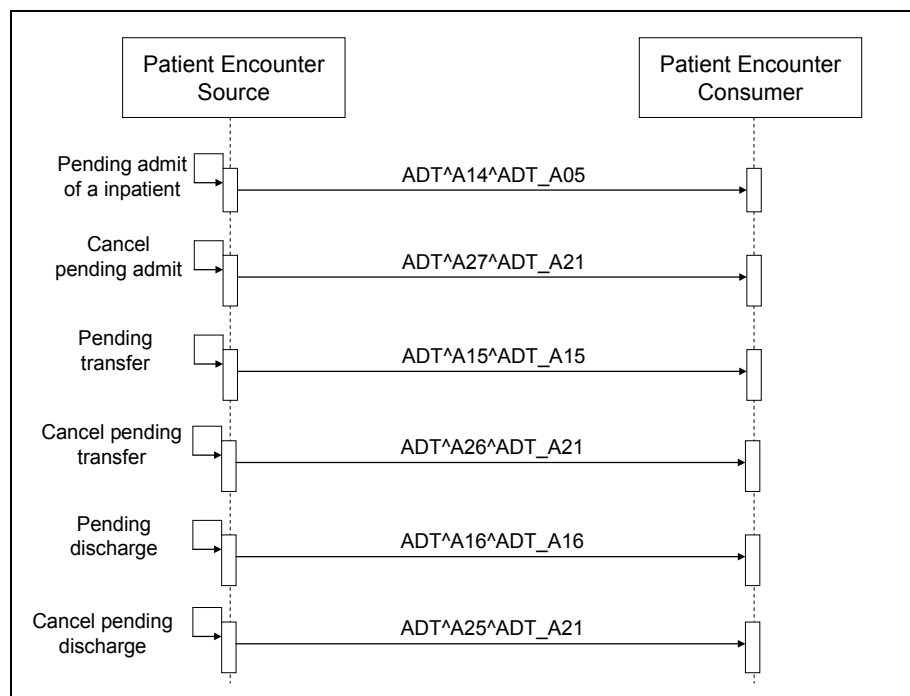 Patient Encounter
Source
Patient Encounter
Consumer
Pending admit
of a inpatient
ADT^A14^ADT_A05
Cancel
pending admit
ADT^A27^ADT_A21
Pending
transfer
ADT^A15^ADT_A15
Cancel pending
transfer
ADT^A26^ADT_A21
Pending
discharge
ADT^A16^ADT_A16
Cancel pending
discharge
ADT^A25^ADT_A21